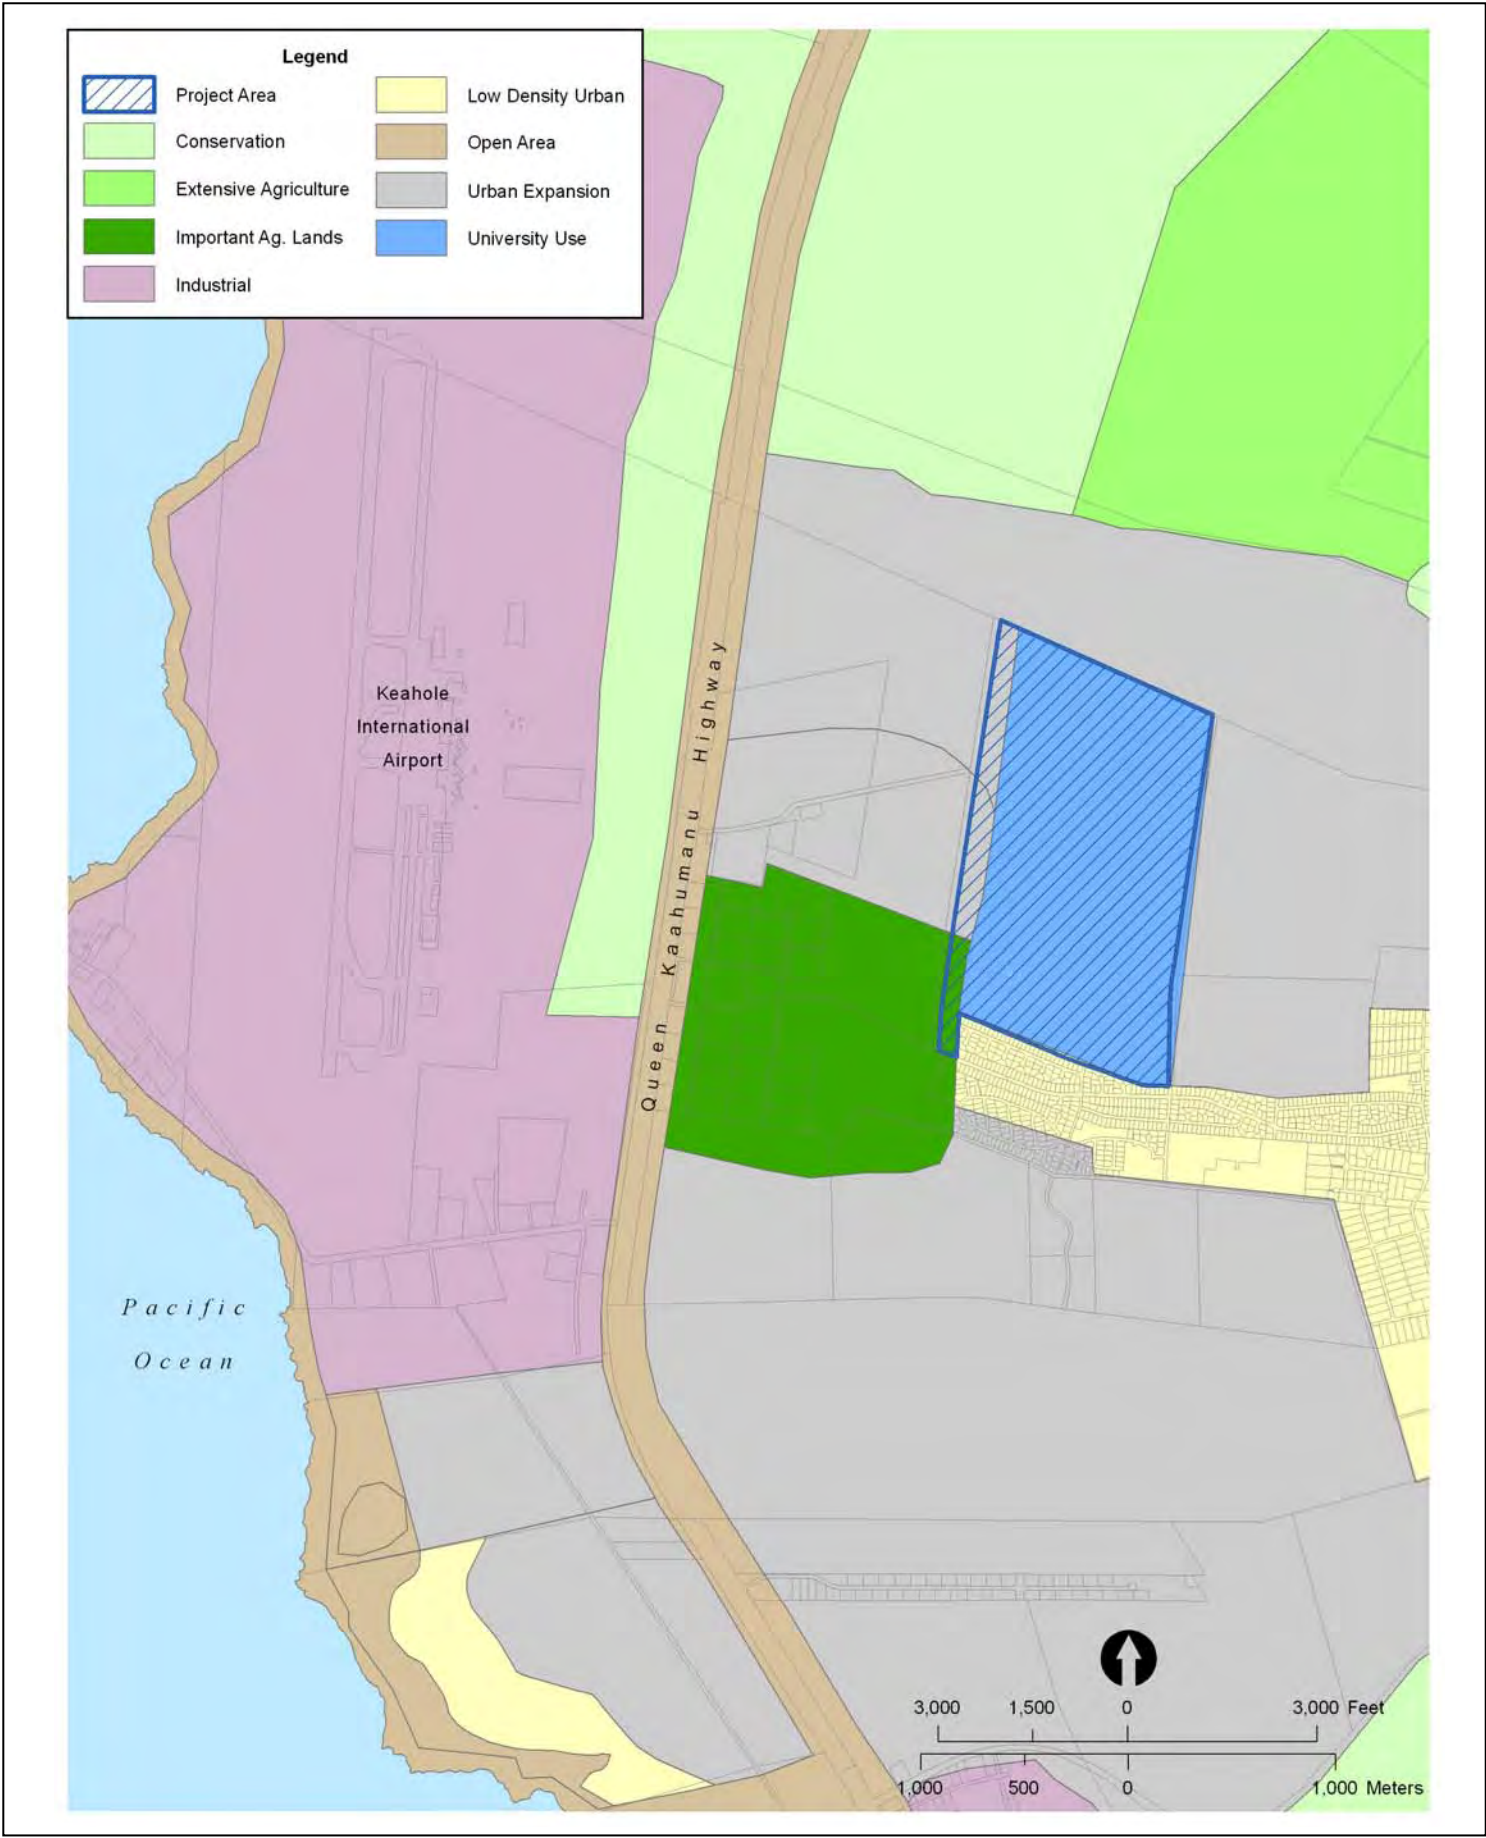 Legend
Project Area
Conservation
Extensive Agriculture
Important Ag. Lands
Industrial
Low Density Urban
Open Area
Urban Expansion
University Use
Keahole
International
Airport
Queen Kaahumanu Highway
Pacific
Ocean
3,000 1,500 0 3,000 Feet
1,000 500 0 1,000 Meters